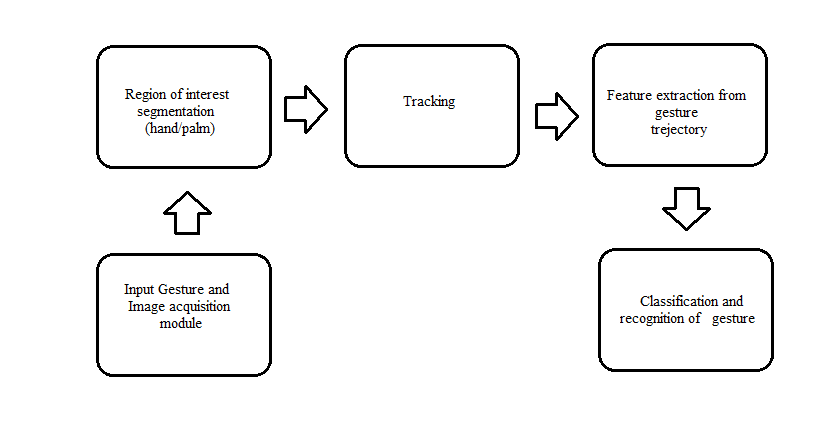 Region of interest
segmentation
(hand/palm)
Tracking
Feature extraction from
gesture
trejectory
Input Gesture and
Image acquisition
module
Classification and
recognition of gesture